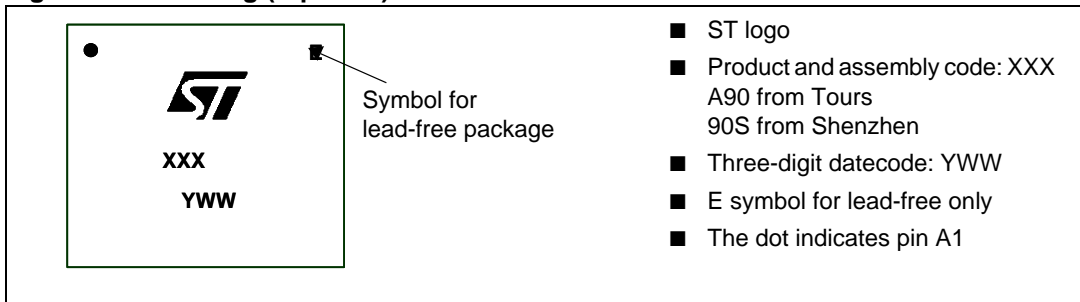 ST
XXX
YWW
Symbol for
lead-free package
■ ST logo
■ Product and assembly code: XXX
A90 from Tours
90S from Shenzhen
■ Three-digit datecode: YWW
■ E symbol for lead-free only
■ The dot indicates pin A1